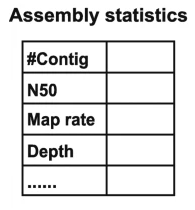 Assembly statistics
#Contig
N50
Map rate
Depth
......